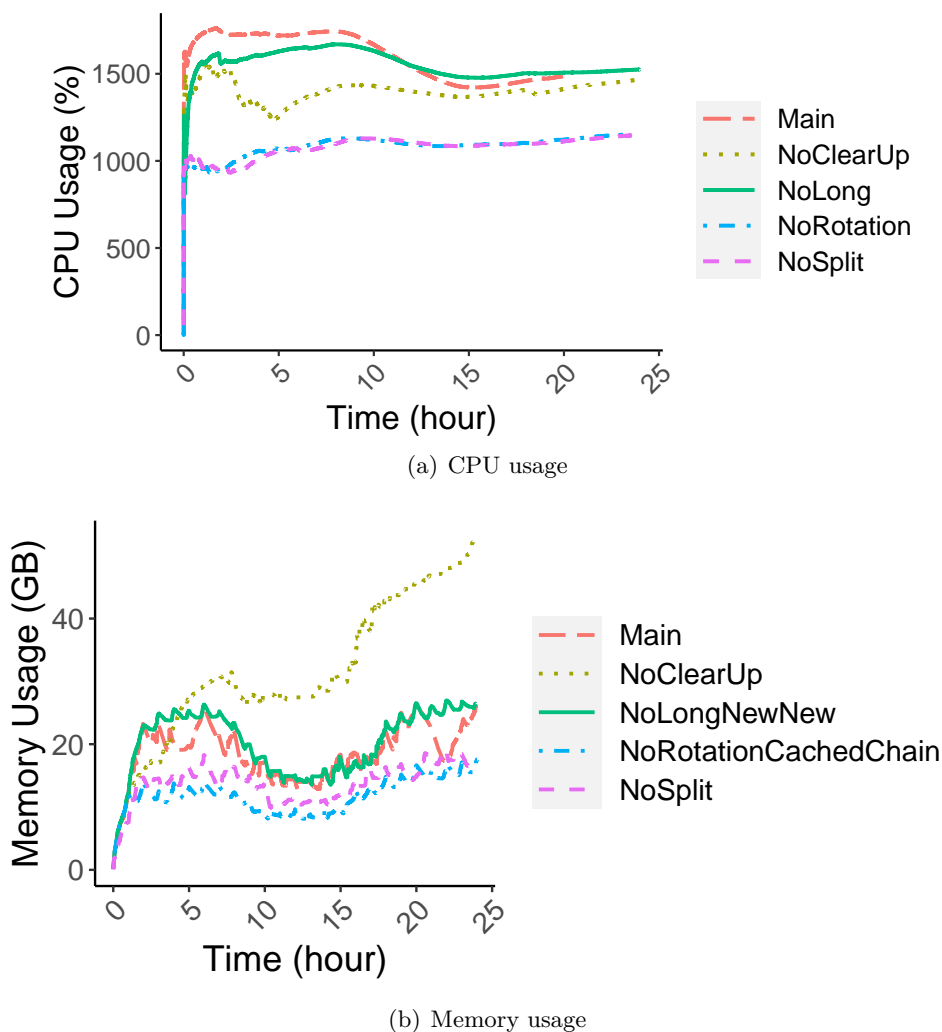 CPU Usage (%)
1500
1000
500
0
0 5 10 15 20 25
Time (hour)
Main
NoClearUp
NoLong
NoRotation
NoSplit
(a) CPU usage
Memory Usage (GB)
40
20
0
0 5 10 15 20 25
Time (hour)
Main
NoClearUp
NoLongNewNew
NoRotationCachedChain
NoSplit
(b) Memory usage